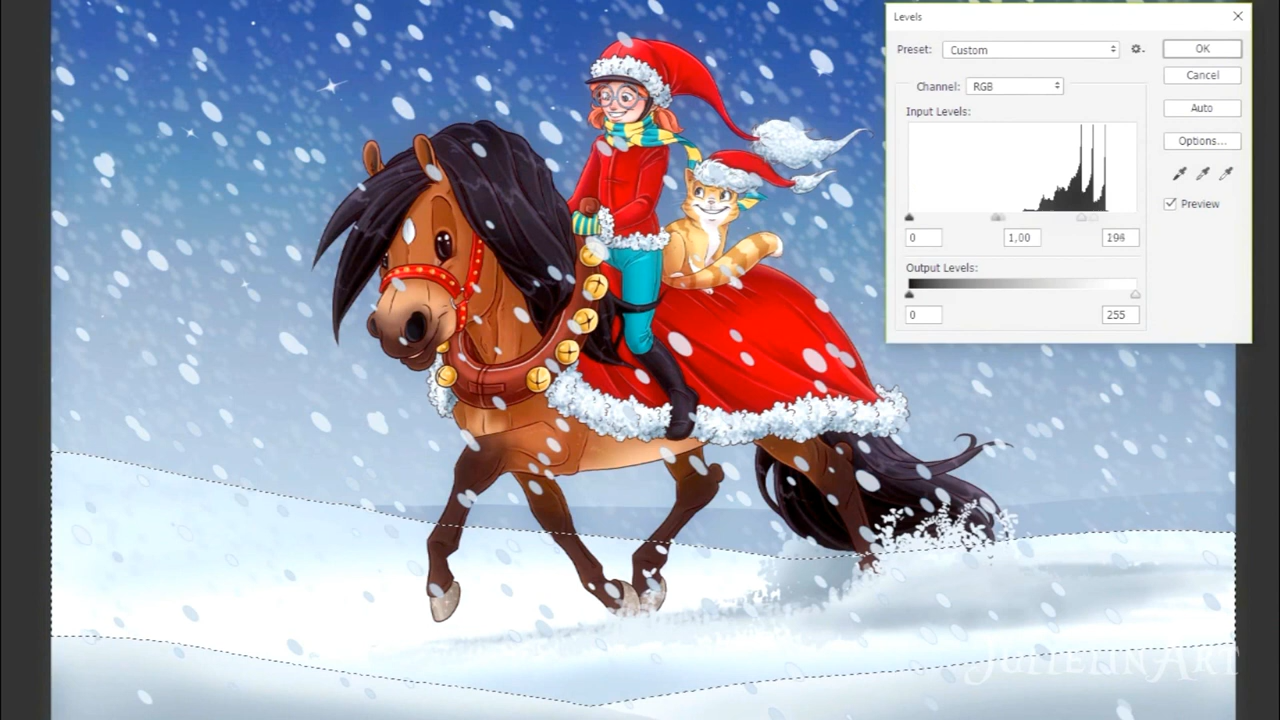 Levels
Preset: Custom
OK
Cancel
Channel: RGB
Auto
Input Levels:
Options...
Preview
0 1,00 194
Output Levels:
0 255
JULIELINART